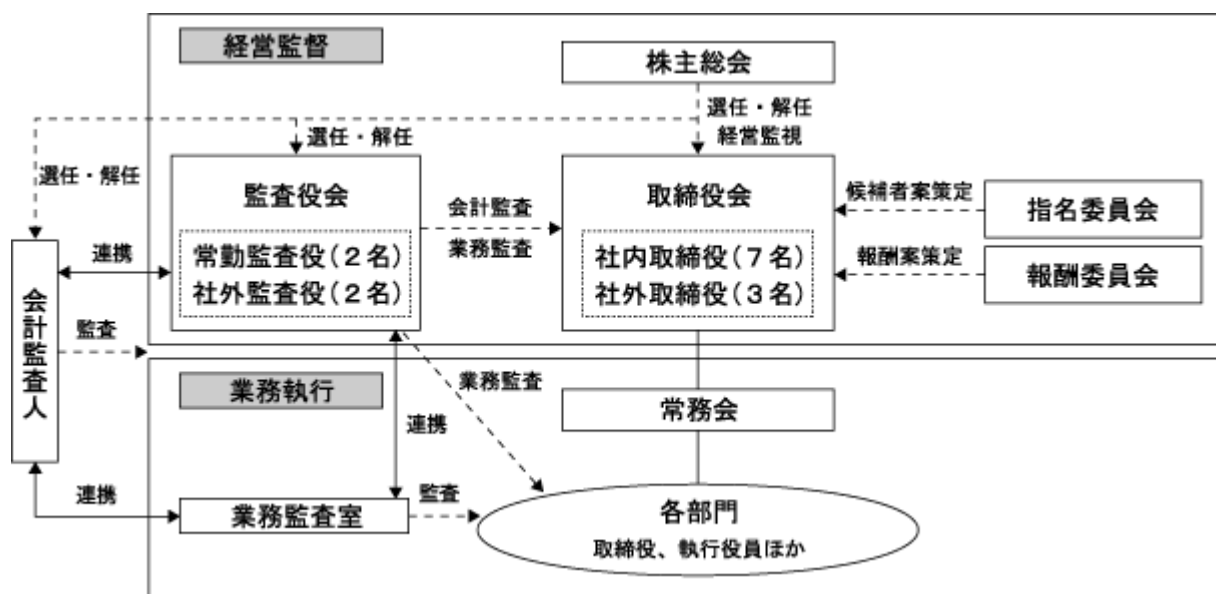 経営監督
株主総会
選任・解任
経営監視
選任・解任
選任・解任
監査役会
常勤監査役(2名)
社外監査役(2名)
会計監査
業務監査
取締役会
社内取締役(7名)
社外取締役(3名)
候補者案策定
指名委員会
報酬案策定
報酬委員会
連携
会計監査人
監査
業務執行
業務監査
連携
常務会
連携
業務監査室
監査
各部門
取締役、執行役員ほか